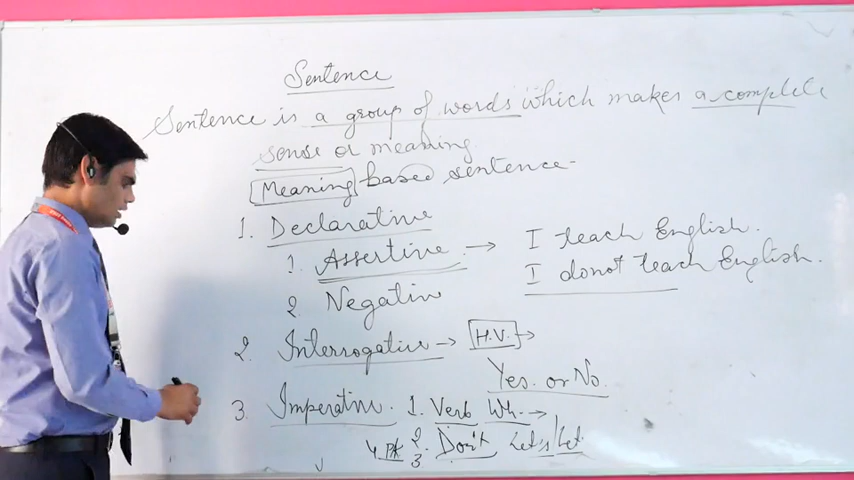 Sentence
Sentence is a group of words which makes a complete
sense or meaning.
Meaning based sentence-
1. Declarative
1. Assertive → I teach English.
2. Negative I donot teach English.
2. Interrogative → H.V. →
Yes. or No.
3. Imperative. 1. Verb Wh. →
4. 2. Don't Let's/Let
3